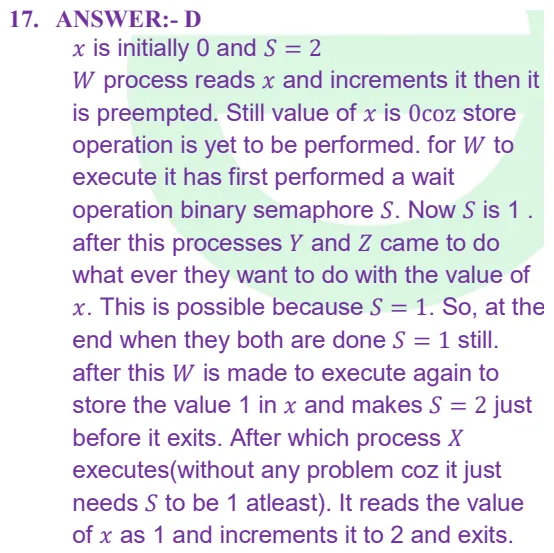 17. ANSWER:- D
x is initially 0 and S = 2
W process reads x and increments it then it
is preempted. Still value of x is 0coz store
operation is yet to be performed. for W to
execute it has first performed a wait
operation binary semaphore S. Now S is 1 .
after this processes Y and Z came to do
what ever they want to do with the value of
x. This is possible because S = 1. So, at the
end when they both are done S = 1 still.
after this W is made to execute again to
store the value 1 in x and makes S = 2 just
before it exits. After which process X
executes(without any problem coz it just
needs S to be 1 atleast). It reads the value
of x as 1 and increments it to 2 and exits.